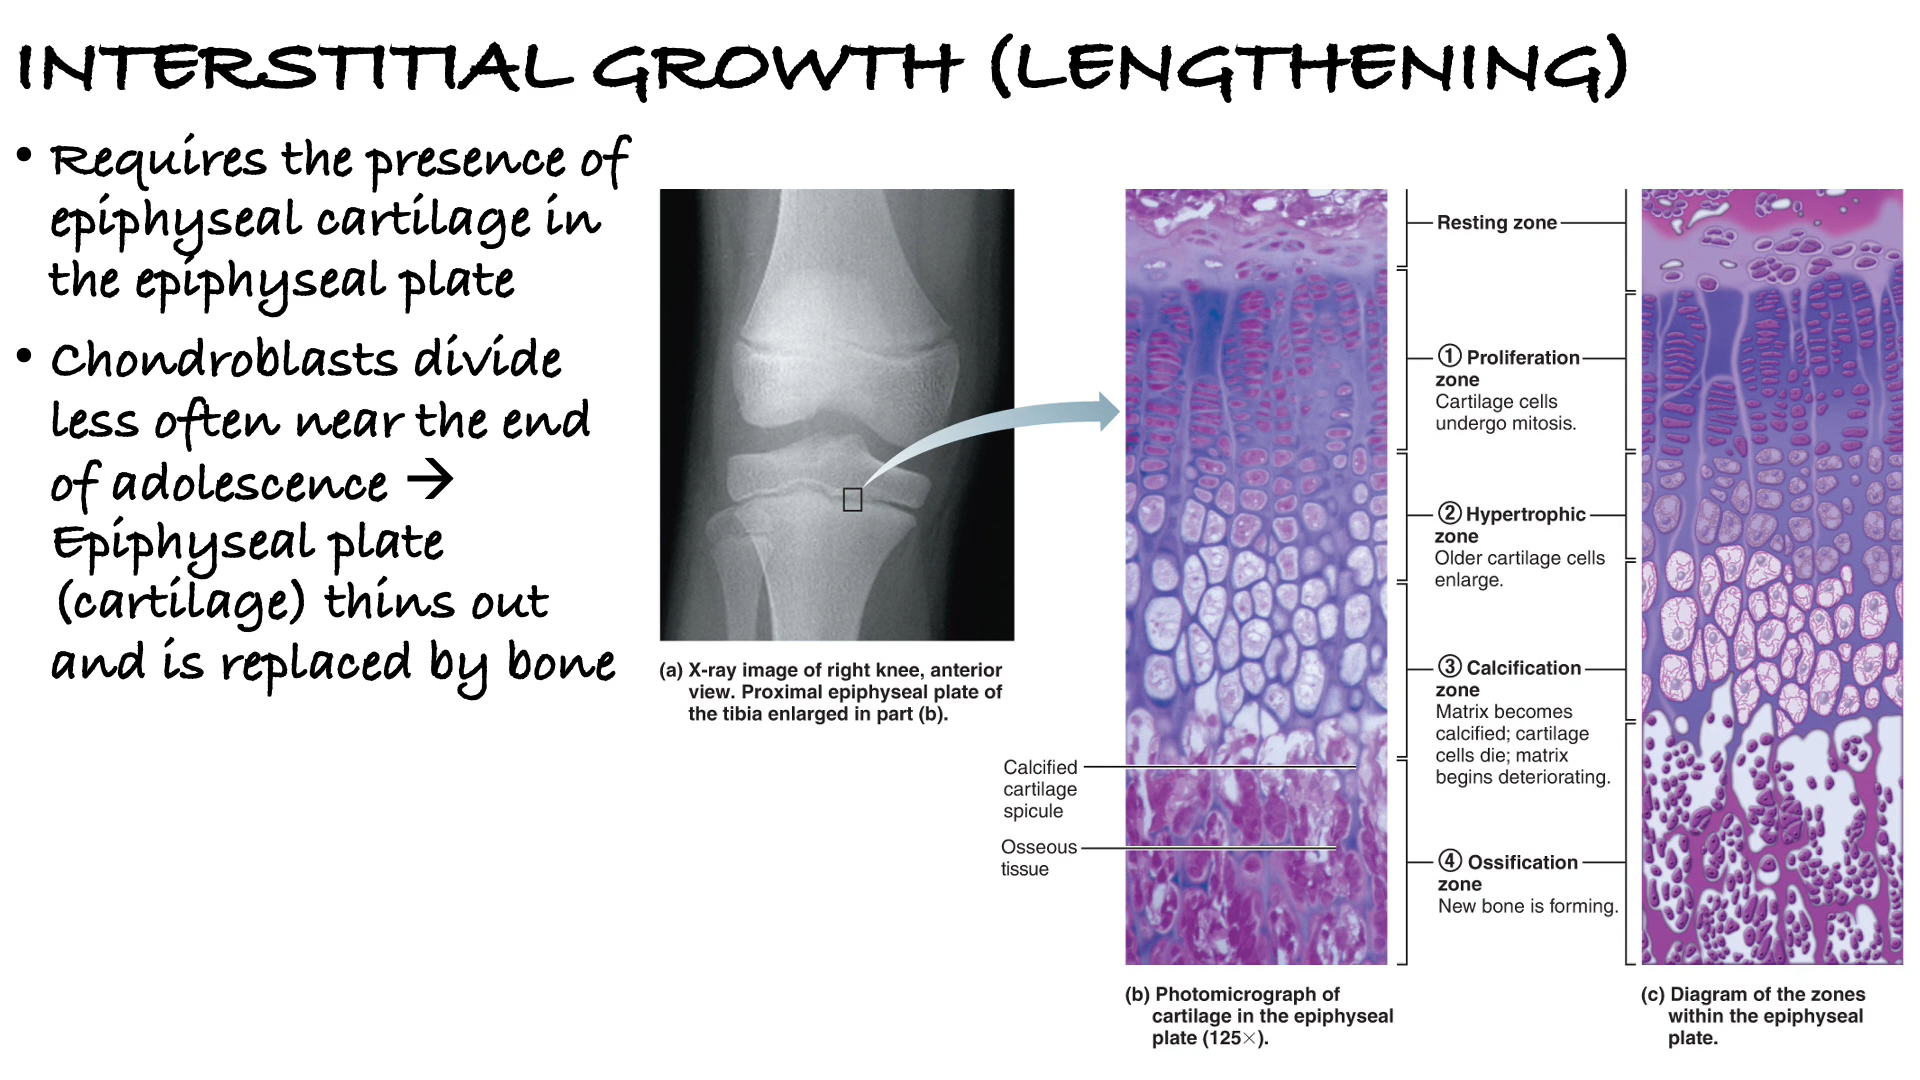 INTERSTITIAL GROWTH (LENGTHENING)
• Requires the presence of
epiphyseal cartilage in
the epiphyseal plate
• Chondroblasts divide
less often near the end
of adolescence →
Epiphyseal plate
(cartilage) thins out
and is replaced by bone
(a) X-ray image of right knee, anterior
view. Proximal epiphyseal plate of
the tibia enlarged in part (b).
Calcified
cartilage
spicule
Osseous
tissue
Resting zone
① Proliferation
zone
Cartilage cells
undergo mitosis.
② Hypertrophic
zone
Older cartilage cells
enlarge.
③ Calcification
zone
Matrix becomes
calcified; cartilage
cells die; matrix
begins deteriorating.
④ Ossification
zone
New bone is forming.
(b) Photomicrograph of
cartilage in the epiphyseal
plate (125×).
(c) Diagram of the zones
within the epiphyseal
plate.